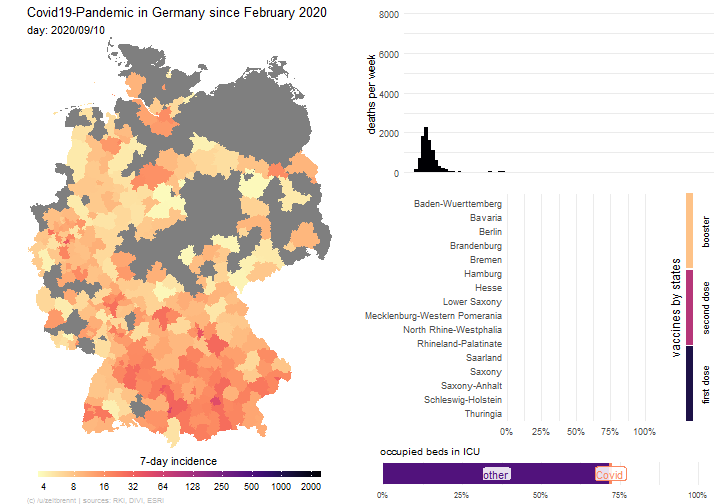 Covid19-Pandemic in Germany since February 2020
day: 2020/09/10
7-day incidence
4 8 16 32 64 125 250 500 1000 2000
(c) /u/zeitbrennt | sources: RKI, DIVI, ESRI
deaths per week
8000
6000
4000
2000
0
Baden-Wuerttemberg
Bavaria
Berlin
Brandenburg
Bremen
Hamburg
Hesse
Lower Saxony
Mecklenburg-Western Pomerania
North Rhine-Westphalia
Rhineland-Palatinate
Saarland
Saxony
Saxony-Anhalt
Schleswig-Holstein
Thuringia
0% 25% 50% 75% 100%
vaccines by states
booster
second dose
first dose
occupied beds in ICU
other
Covid
0% 25% 50% 75% 100%